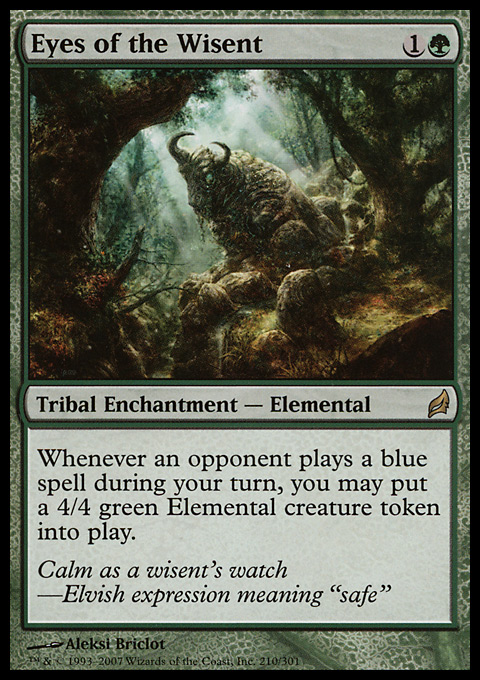 Eyes of the Wisent 1
Tribal Enchantment — Elemental
Whenever an opponent plays a blue
spell during your turn, you may put
a 4/4 green Elemental creature token
into play.
Calm as a wisent's watch
—Elvish expression meaning “safe”
Aleksi Briclot
™ & © 1993–2007 Wizards of the Coast, Inc. 210/301